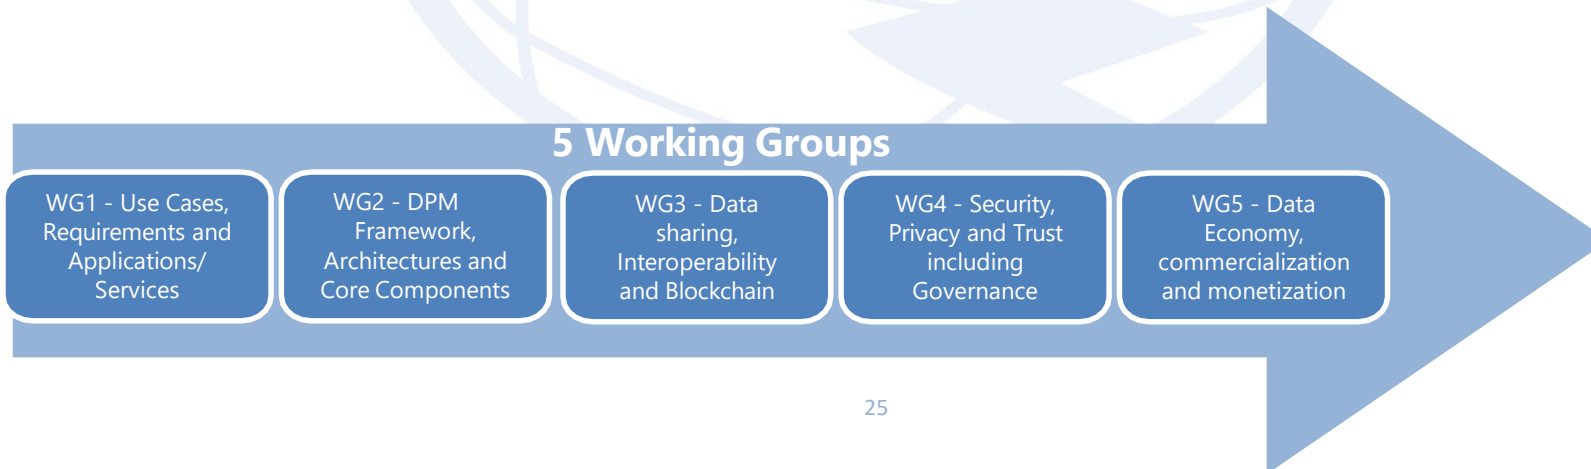 5 Working Groups
WG1 - Use Cases,
Requirements and
Applications/
Services
WG2 - DPM
Framework,
Architectures and
Core Components
WG3 - Data
sharing,
Interoperability
and Blockchain
WG4 - Security,
Privacy and Trust
including
Governance
WG5 - Data
Economy,
commercialization
and monetization
25